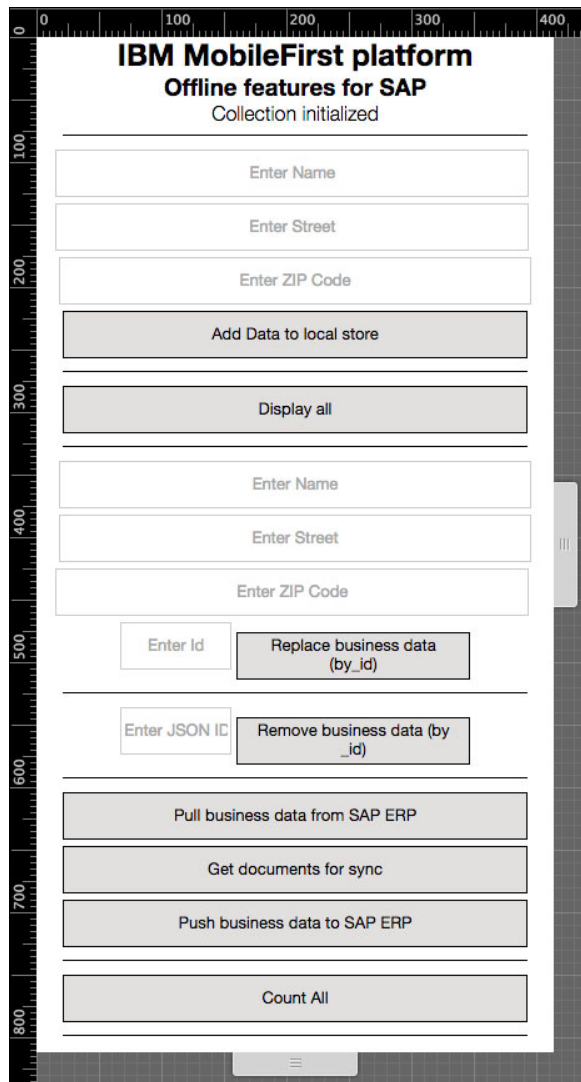 0 100 200 300 400
IBM MobileFirst platform
Offline features for SAP
Collection initialized
0
100
Enter Name
Enter Street
200
Enter ZIP Code
Add Data to local store
300
Display all
Enter Name
400
Enter Street
Enter ZIP Code
500
Enter Id
Replace business data
(by_id)
Enter JSON ID
Remove business data (by
_id)
600
Pull business data from SAP ERP
Get documents for sync
700
Push business data to SAP ERP
Count All
800